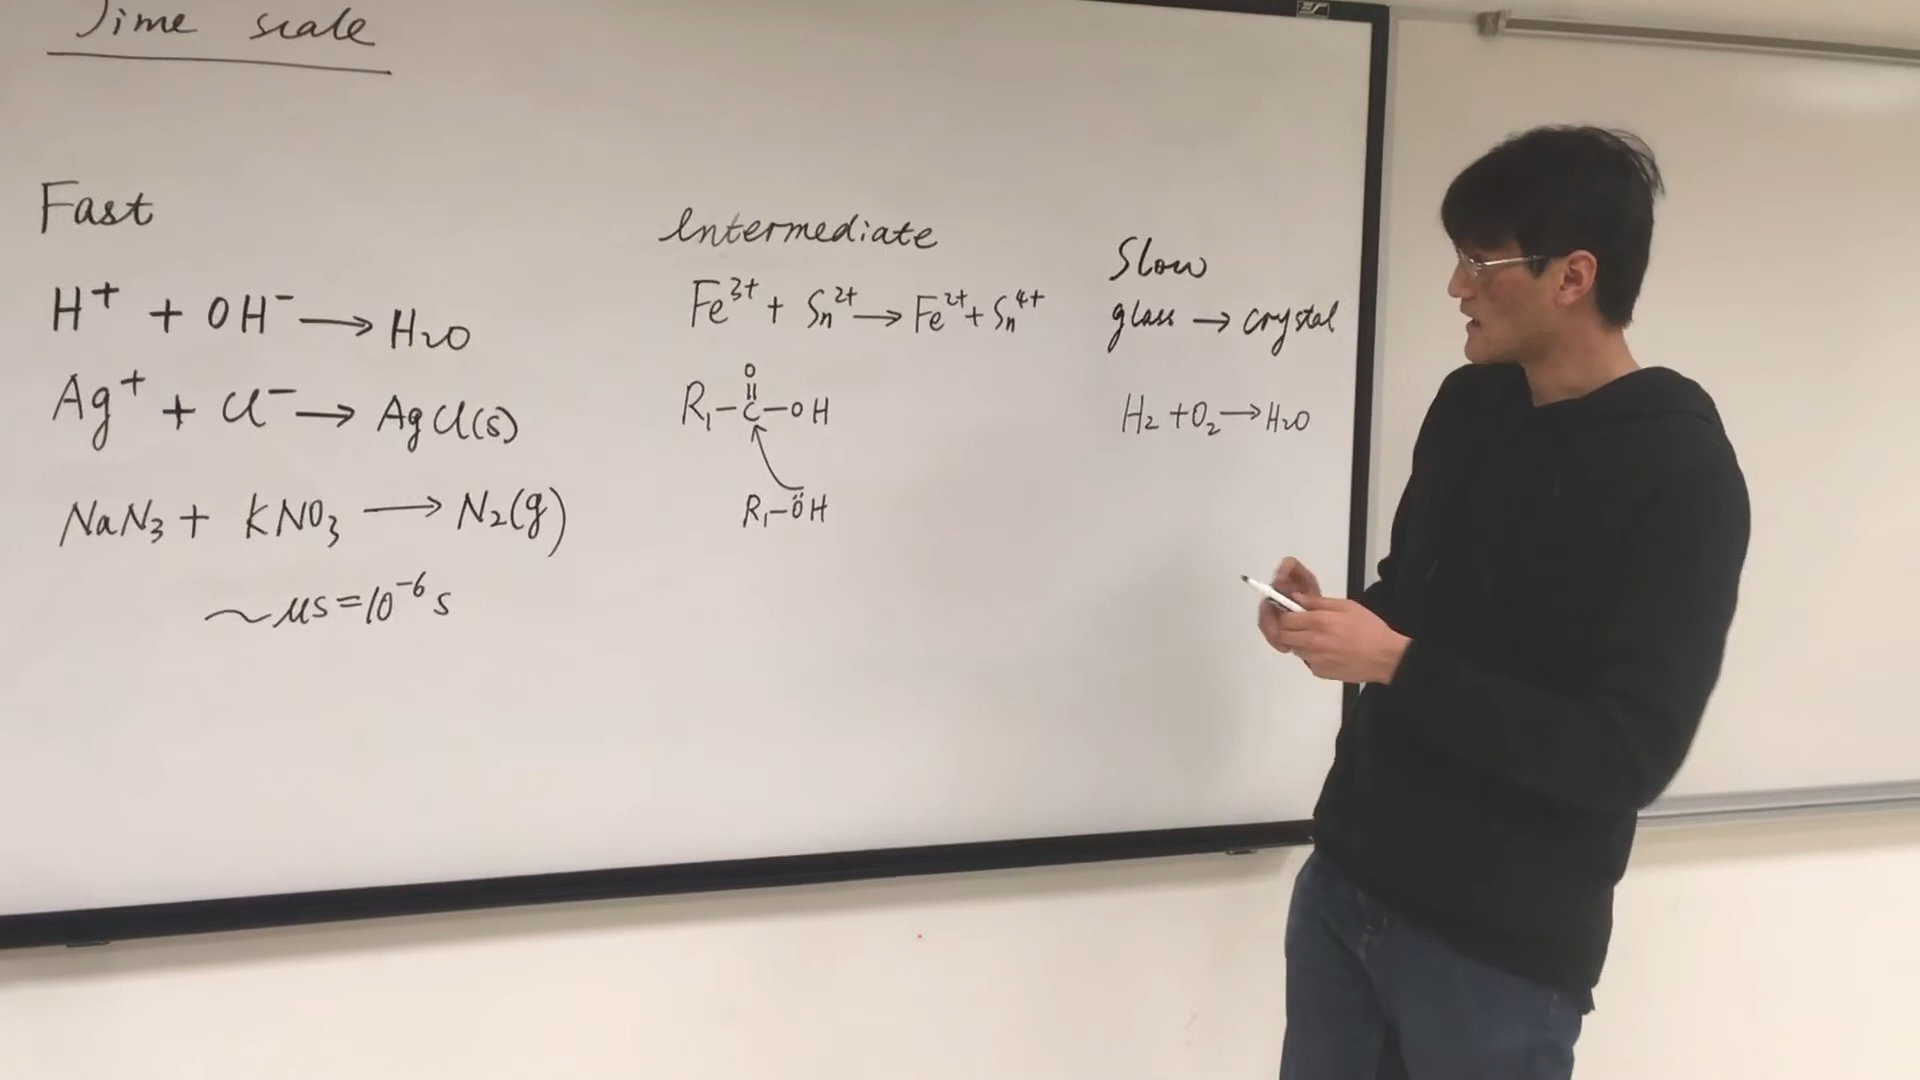 Time scale
Fast
H⁺ + OH⁻ → H₂O
Ag⁺ + Cl⁻ → AgCl(s)
NaN₃ + KNO₃ → N₂(g)
~ μs = 10⁻⁶ s
Intermediate
Fe³⁺ + Sn²⁺ → Fe²⁺ + Sn⁴⁺
O
R₁-C-OH
R₁-ÖH
Slow
glass → crystal
H₂ + O₂ → H₂O